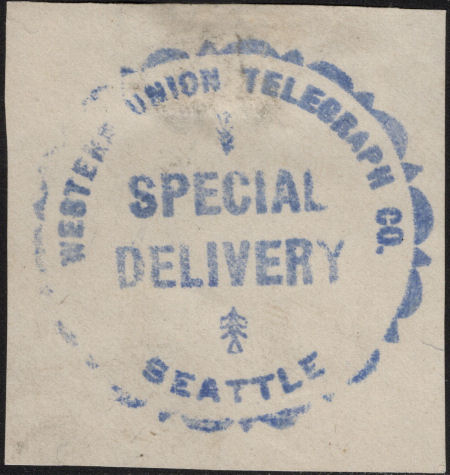 WESTERN UNION TELEGRAPH CO.
SPECIAL
DELIVERY
SEATTLE